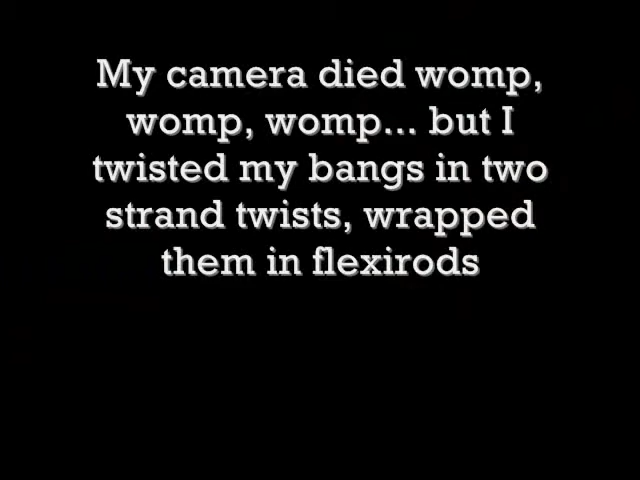 My camera died womp,
womp, womp... but I
twisted my bangs in two
strand twists, wrapped
them in flexirods